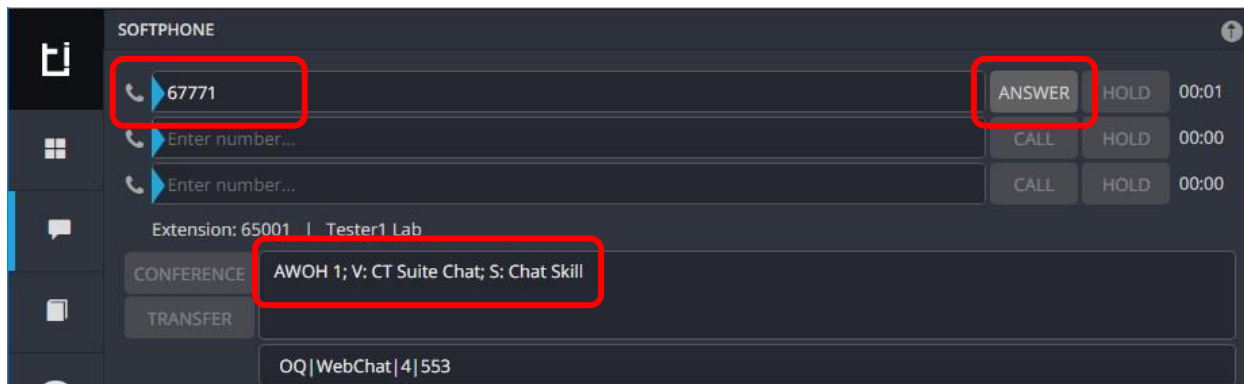 SOFTPHONE
67771 ANSWER HOLD 00:01
Enter number... CALL HOLD 00:00
Enter number... CALL HOLD 00:00
Extension: 65001 | Tester1 Lab
CONFERENCE AWOH 1; V: CT Suite Chat; S: Chat Skill
TRANSFER
OQ|WebChat|4|553